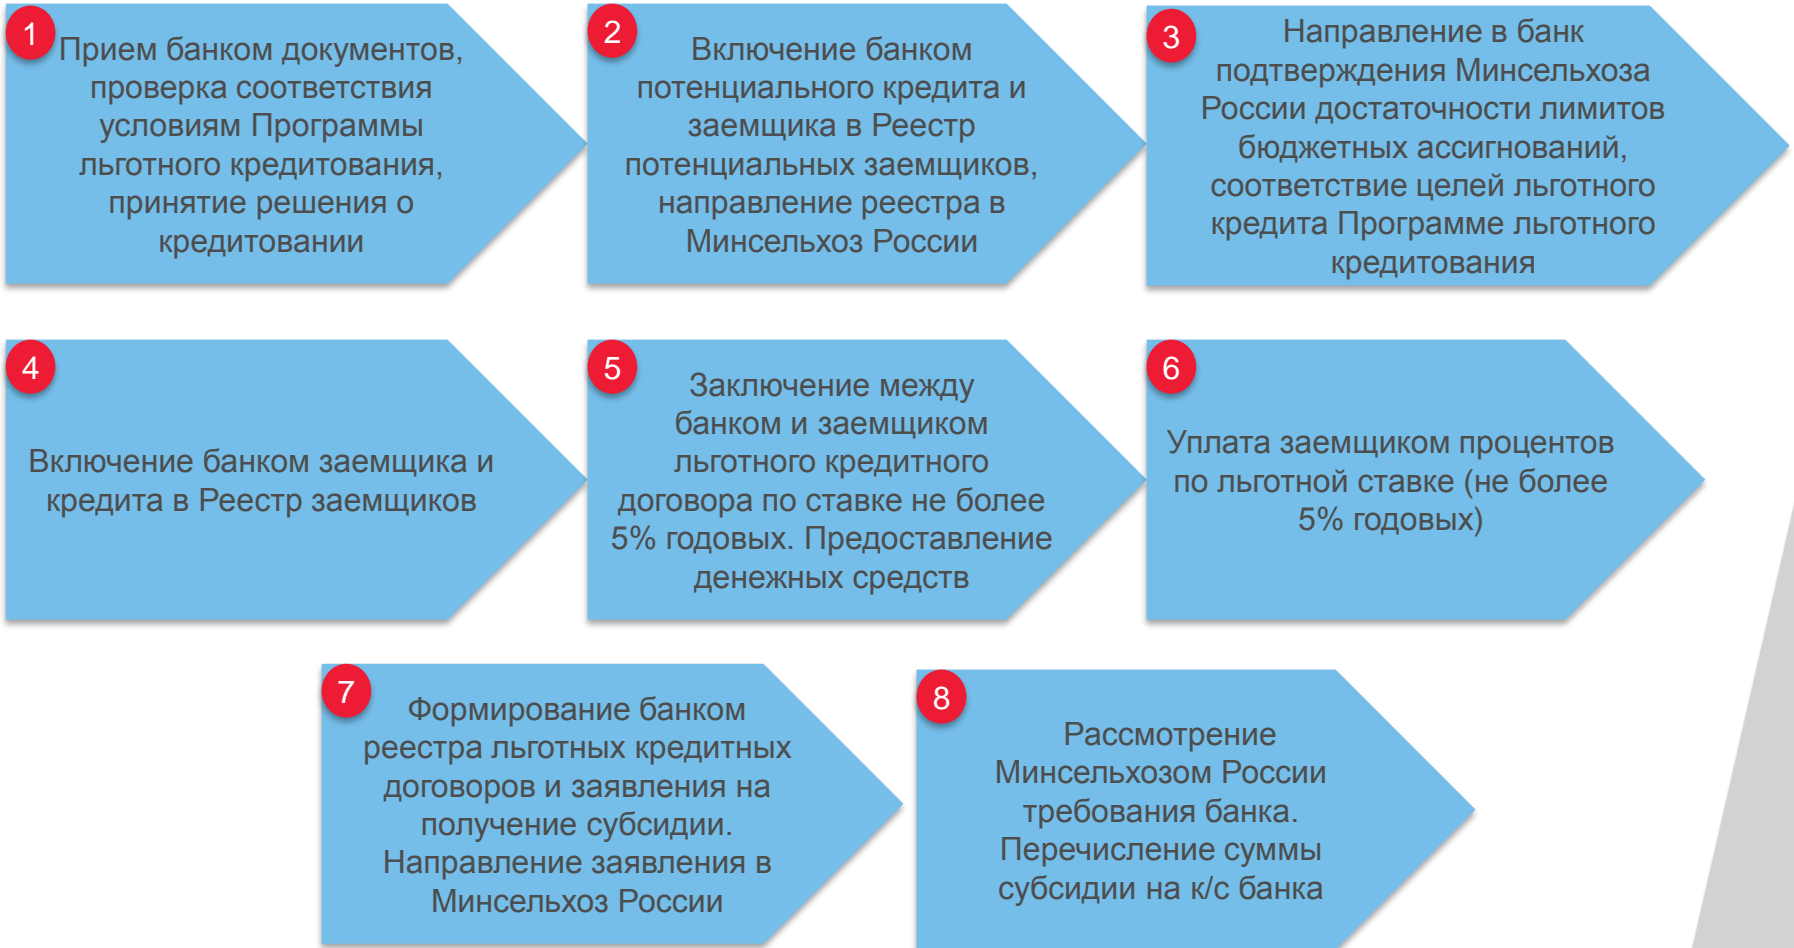 1
Прием банком документов,
проверка соответствия
условиям Программы
льготного кредитования,
принятие решения о
кредитовании
2
Включение банком
потенциального кредита и
заемщика в Реестр
потенциальных заемщиков,
направление реестра в
Минсельхоз России
3
Направление в банк
подтверждения Минсельхоза
России достаточности лимитов
бюджетных ассигнований,
соответствие целей льготного
кредита Программе льготного
кредитования
4
Включение банком заемщика и
кредита в Реестр заемщиков
5
Заключение между
банком и заемщиком
льготного кредитного
договора по ставке не более
5% годовых. Предоставление
денежных средств
6
Уплата заемщиком процентов
по льготной ставке (не более
5% годовых)
7
Формирование банком
реестра льготных кредитных
договоров и заявления на
получение субсидии.
Направление заявления в
Минсельхоз России
8
Рассмотрение
Минсельхозом России
требования банка.
Перечисление суммы
субсидии на к/с банка